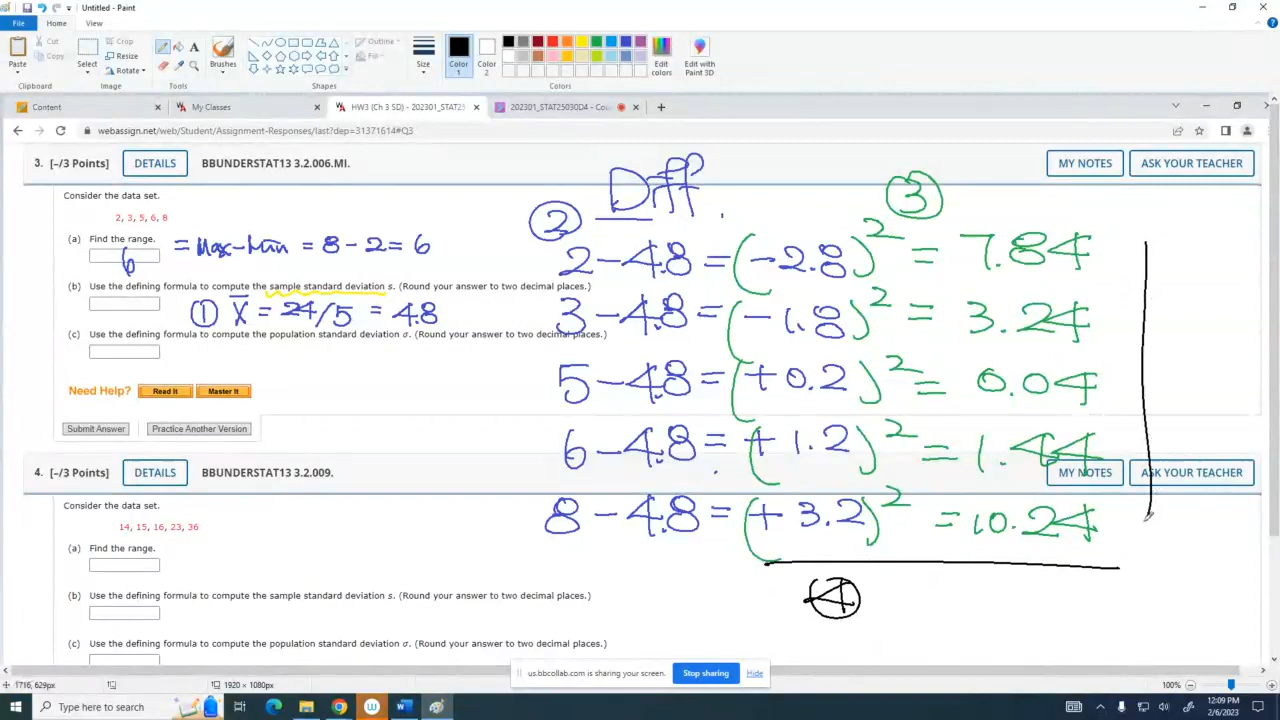 Untitled - Paint
File Home View
Paste Cut Copy Select Crop Resize Rotate Brushes Outline Fill Size Color 1 Color 2 Edit colors Edit with Paint 3D
Clipboard Image Tools Shapes Colors
Content My Classes HW3 (Ch 3 SD) - 202301_STAT25 202301_STAT25030D4 - Cou
webassign.net/web/Student/Assignment-Responses/last?dep=31371614#Q3
3. [-/3 Points] DETAILS BBUNDERSTAT13 3.2.006.MI. MY NOTES ASK YOUR TEACHER
Consider the data set.
2, 3, 5, 6, 8
(a) Find the range.
= Max-Min = 8 - 2 = 6
6
(b) Use the defining formula to compute the sample standard deviation s. (Round your answer to two decimal places.)
① x̄ = 24/5 = 4.8
(c) Use the defining formula to compute the population standard deviation σ. (Round your answer to two decimal places.)
Need Help? Read It Master It
Submit Answer Practice Another Version
Diff
② ③
2 - 4.8 = (-2.8)² = 7.84
3 - 4.8 = (-1.8)² = 3.24
5 - 4.8 = (+0.2)² = 0.04
6 - 4.8 = (+1.2)² = 1.44
8 - 4.8 = (+3.2)² = 10.24
④
4. [-/3 Points] DETAILS BBUNDERSTAT13 3.2.009. MY NOTES ASK YOUR TEACHER
Consider the data set.
14, 15, 16, 23, 36
(a) Find the range.
(b) Use the defining formula to compute the sample standard deviation s. (Round your answer to two decimal places.)
(c) Use the defining formula to compute the population standard deviation σ. (Round your answer to two decimal places.)
us.bbcollab.com is sharing your screen. Stop sharing Hide
1716, 629px 1920 × 1080px 100%
Type here to search
12:09 PM
2/6/2023